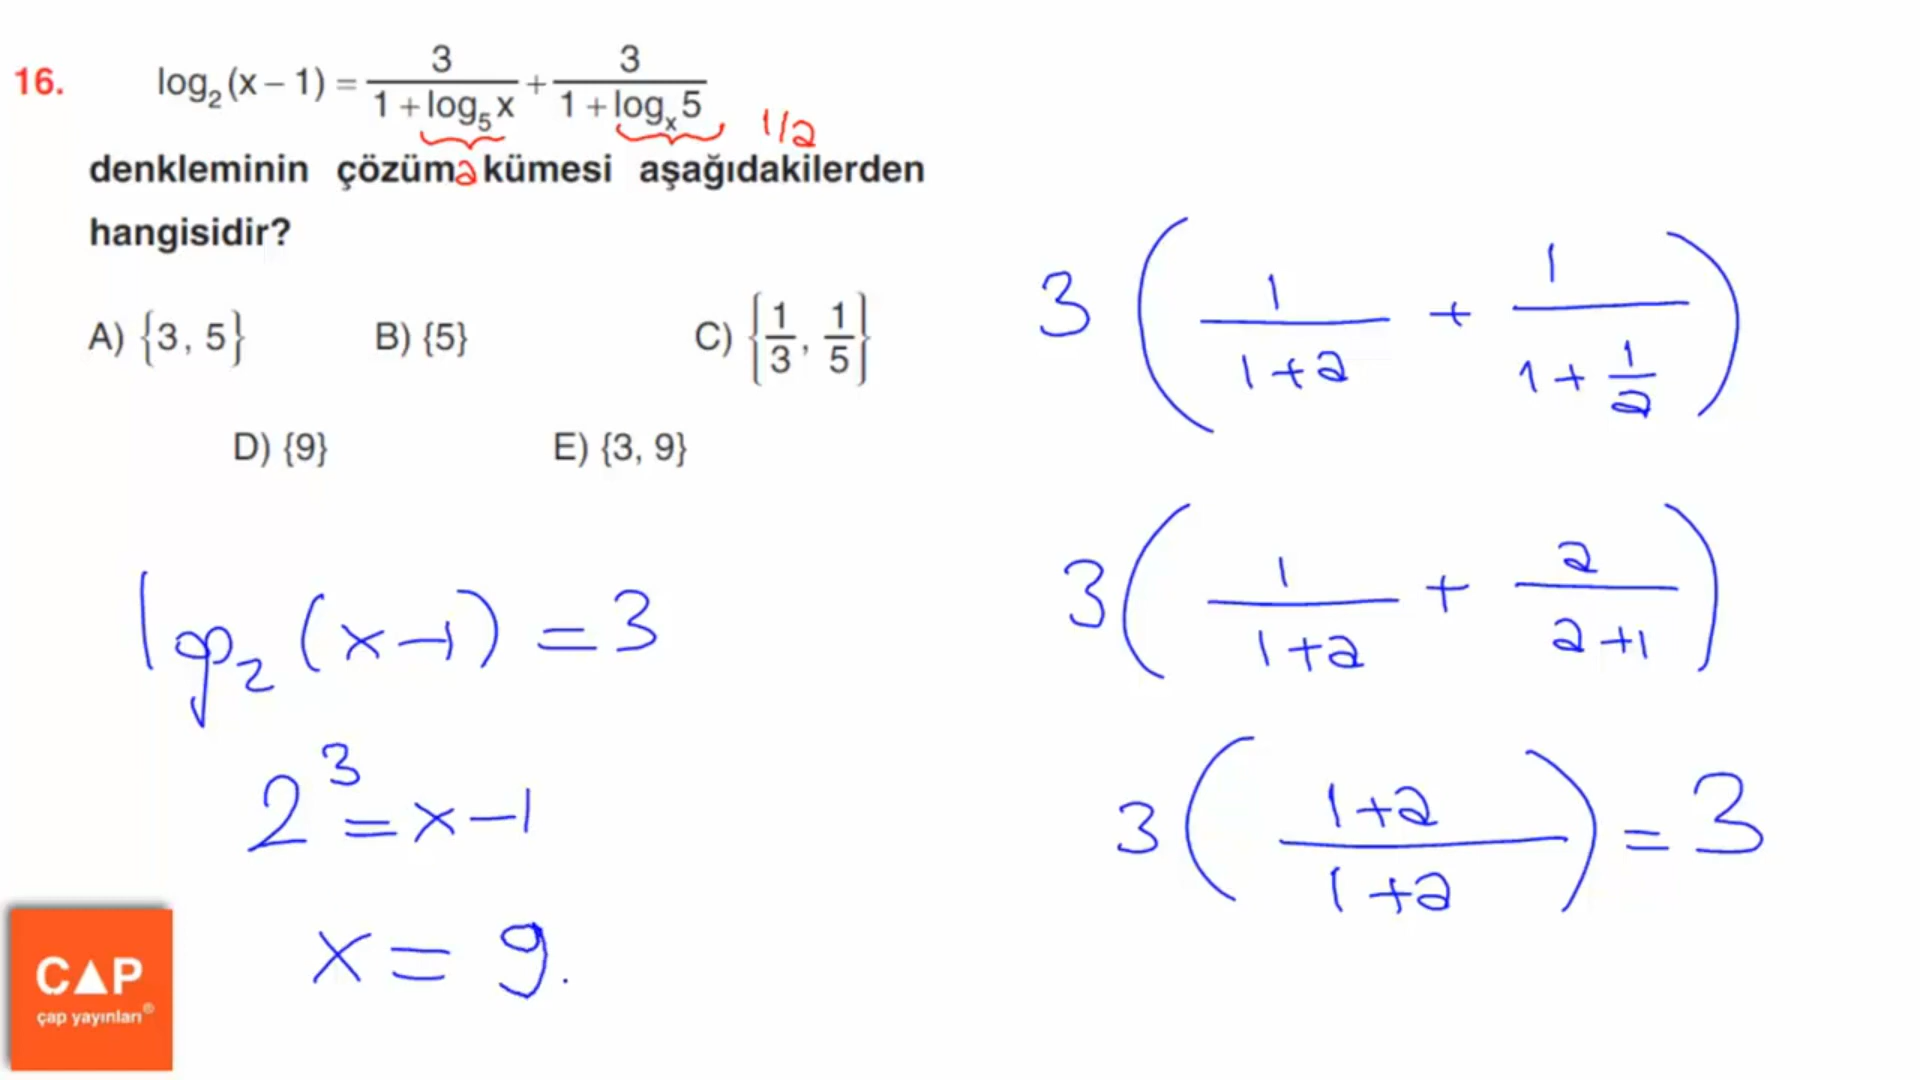 16. log₂(x – 1) = 3/(1 + log₅x) + 3/(1 + logₓ5)
a 1/a
denkleminin çözüm kümesi aşağıdakilerden
hangisidir?
A) {3, 5} B) {5} C) {1/3, 1/5}
D) {9} E) {3, 9}
3 ( 1/(1+a) + 1/(1+1/a) )
3 ( 1/(1+a) + a/(a+1) )
3 ( (1+a)/(1+a) ) = 3
log₂(x-1) = 3
2³ = x-1
x = 9.
ÇAP
çap yayınları®